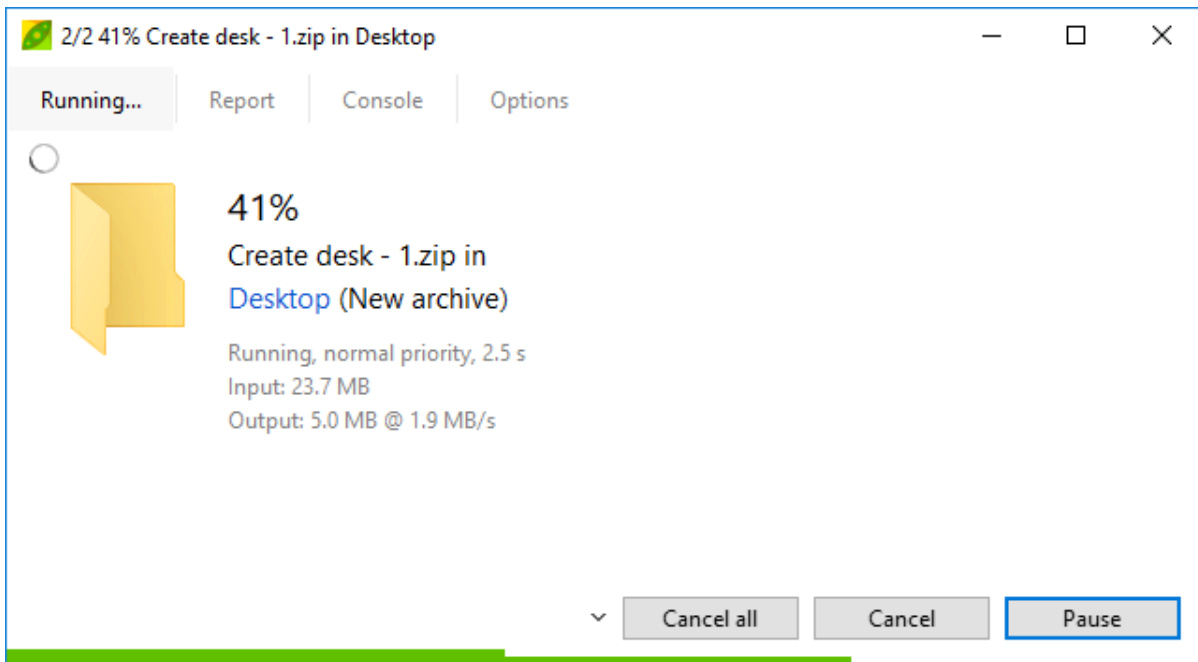 2/2 41% Create desk - 1.zip in Desktop
Running... Report Console Options
41%
Create desk - 1.zip in
Desktop (New archive)
Running, normal priority, 2.5 s
Input: 23.7 MB
Output: 5.0 MB @ 1.9 MB/s
Cancel all Cancel Pause